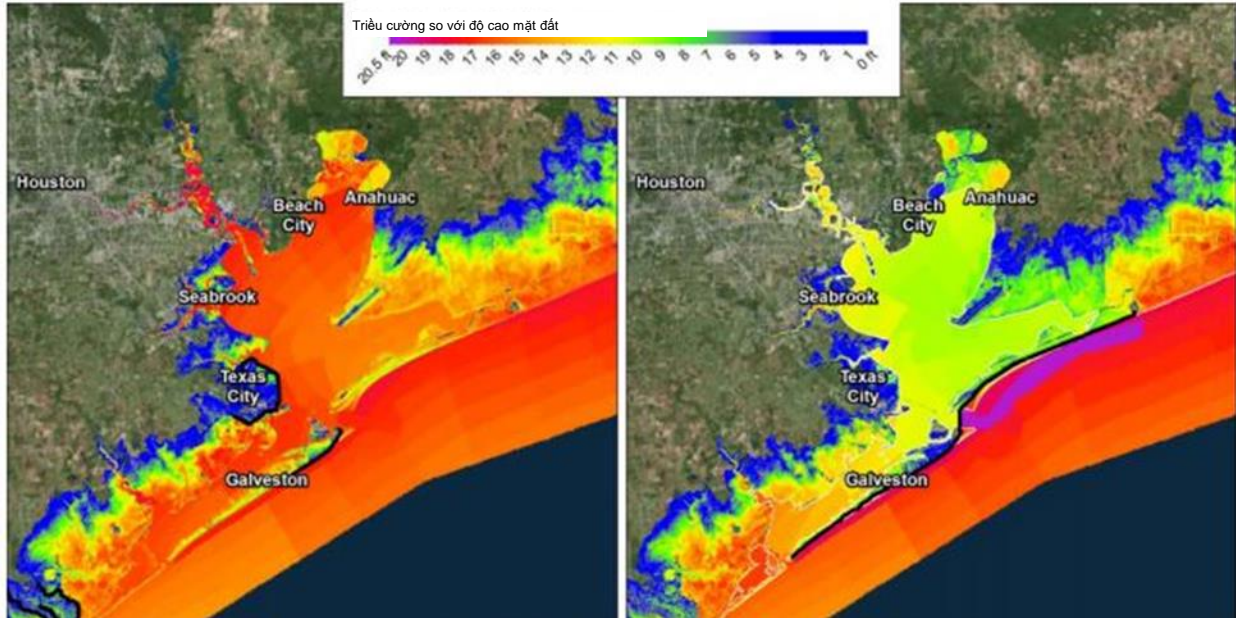 Triều cường so với độ cao mặt đất
20.5 ft 20 19 18 17 16 15 14 13 12 11 10 9 8 7 6 5 4 3 2 1 0 ft
Houston
Beach
City
Anahuac
Seabrook
Texas
City
Galveston
Houston
Beach
City
Anahuac
Seabrook
Texas
City
Galveston